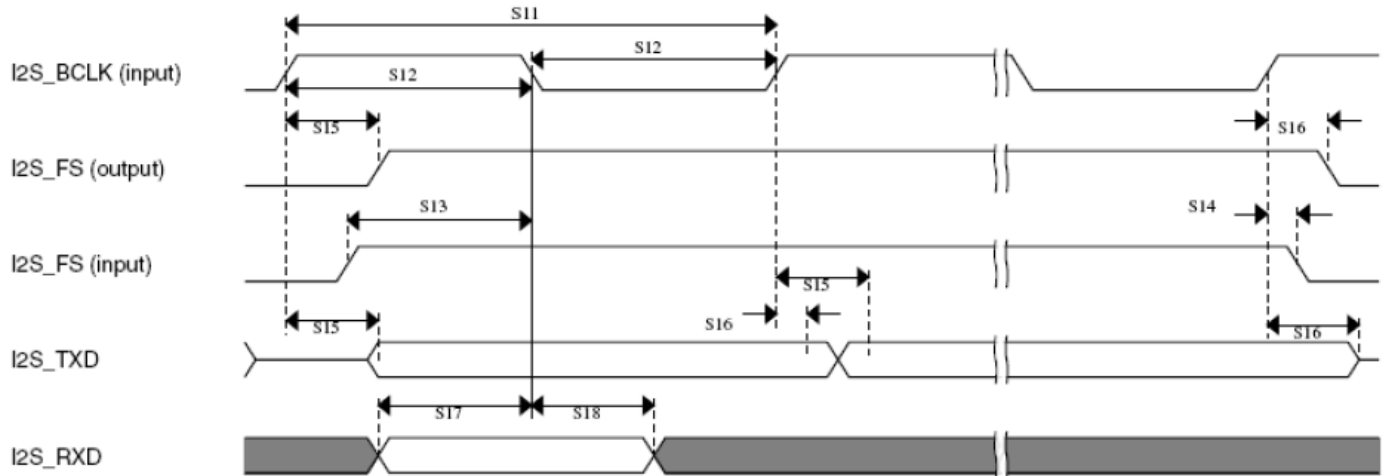 S11
I2S_BCLK (input)
S12
S12
S15
S16
I2S_FS (output)
S13
S14
I2S_FS (input)
S15
S15
S16
S16
I2S_TXD
S17
S18
I2S_RXD